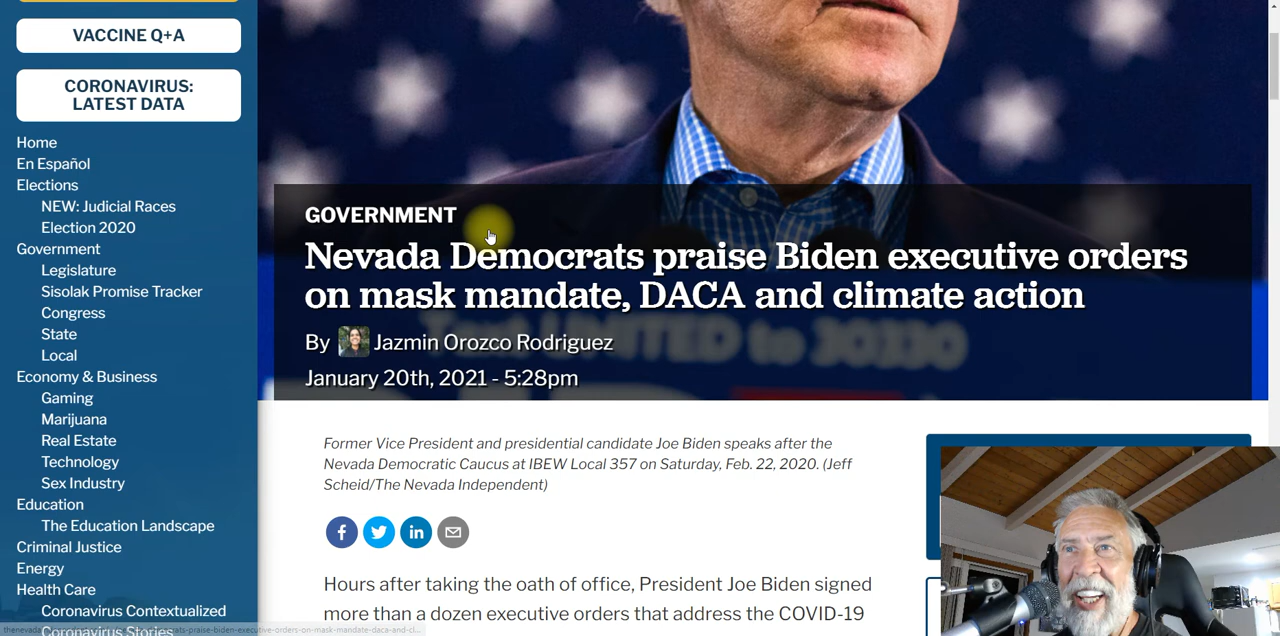 VACCINE Q+A
CORONAVIRUS:
LATEST DATA
Home
En Español
Elections
NEW: Judicial Races
Election 2020
Government
Legislature
Sisolak Promise Tracker
Congress
State
Local
Economy & Business
Gaming
Marijuana
Real Estate
Technology
Sex Industry
Education
The Education Landscape
Criminal Justice
Energy
Health Care
Coronavirus Contextualized
Coronavirus Stories
GOVERNMENT
Nevada Democrats praise Biden executive orders
on mask mandate, DACA and climate action
By Jazmin Orozco Rodriguez
January 20th, 2021 - 5:28pm
UNITED to 30330
Former Vice President and presidential candidate Joe Biden speaks after the
Nevada Democratic Caucus at IBEW Local 357 on Saturday, Feb. 22, 2020. (Jeff
Scheid/The Nevada Independent)
Hours after taking the oath of office, President Joe Biden signed
more than a dozen executive orders that address the COVID-19